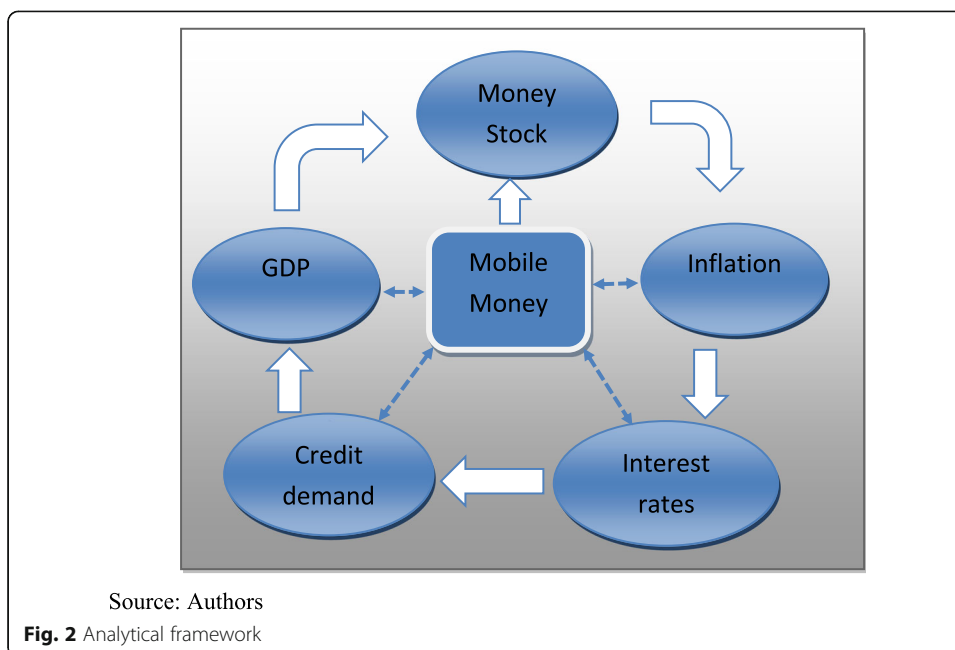 Money
Stock
GDP
Mobile
Money
Inflation
Credit
demand
Interest
rates
Source: Authors
Fig. 2 Analytical framework